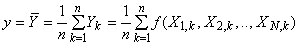 y = Ȳ = 1/n ∑_{k=1}^{n} Y_k = 1/n ∑_{k=1}^{n} f(X_{1,k}, X_{2,k},.., X_{N,k})